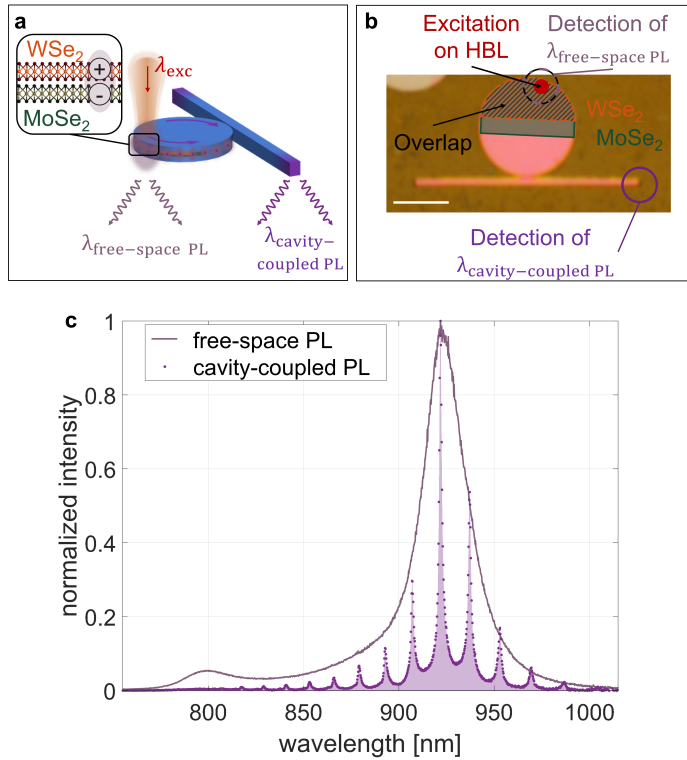 a
WSe₂
MoSe₂
+
-
λexc
λfree−space PL
λcavity−
coupled PL
b
Excitation
on HBL
Detection of
λfree−space PL
WSe₂
MoSe₂
Overlap
Detection of
λcavity−coupled PL
c
free-space PL
cavity-coupled PL
normalized intensity
1
0.8
0.6
0.4
0.2
0
800
850
900
950
1000
wavelength [nm]